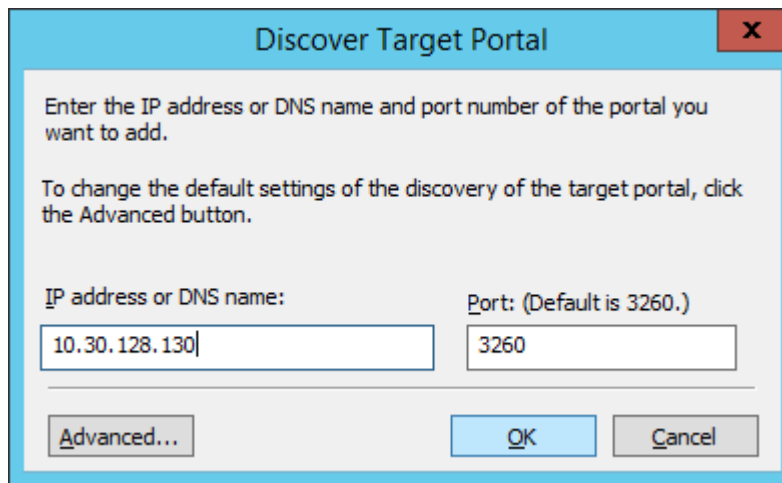 Discover Target Portal
x
Enter the IP address or DNS name and port number of the portal you
want to add.
To change the default settings of the discovery of the target portal, click
the Advanced button.
IP address or DNS name:
Port: (Default is 3260.)
10.30.128.130
3260
Advanced...
OK
Cancel